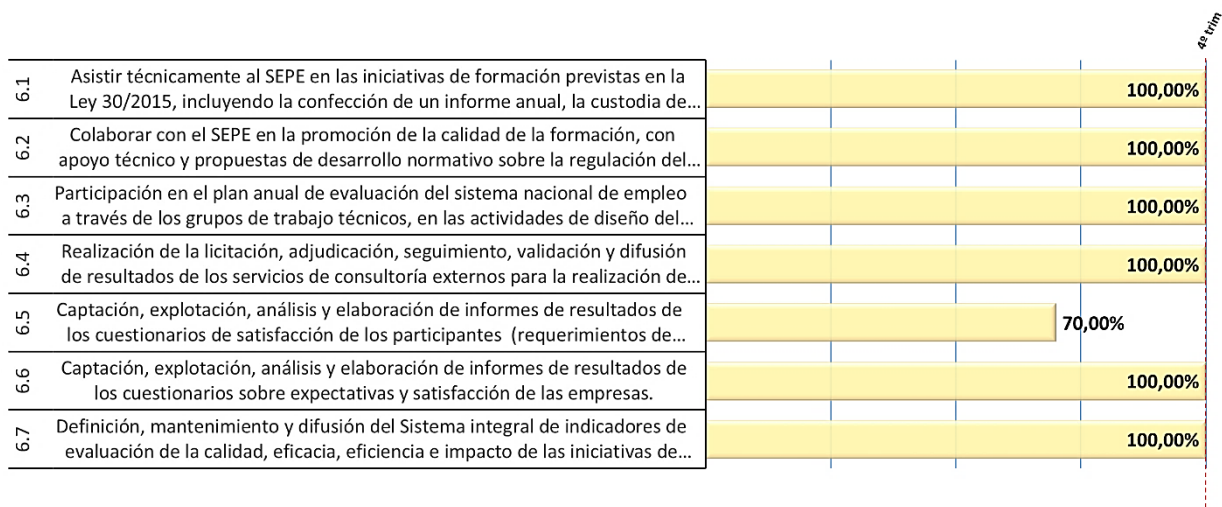 4º trim
6.1
Asistir técnicamente al SEPE en las iniciativas de formación previstas en la
Ley 30/2015, incluyendo la confección de un informe anual, la custodia de...
100,00%
6.2
Colaborar con el SEPE en la promoción de la calidad de la formación, con
apoyo técnico y propuestas de desarrollo normativo sobre la regulación del...
100,00%
6.3
Participación en el plan anual de evaluación del sistema nacional de empleo
a través de los grupos de trabajo técnicos, en las actividades de diseño del...
100,00%
6.4
Realización de la licitación, adjudicación, seguimiento, validación y difusión
de resultados de los servicios de consultoría externos para la realización de...
100,00%
6.5
Captación, explotación, análisis y elaboración de informes de resultados de
los cuestionarios de satisfacción de los participantes (requerimientos de...
70,00%
6.6
Captación, explotación, análisis y elaboración de informes de resultados de
los cuestionarios sobre expectativas y satisfacción de las empresas.
100,00%
6.7
Definición, mantenimiento y difusión del Sistema integral de indicadores de
evaluación de la calidad, eficacia, eficiencia e impacto de las iniciativas de...
100,00%